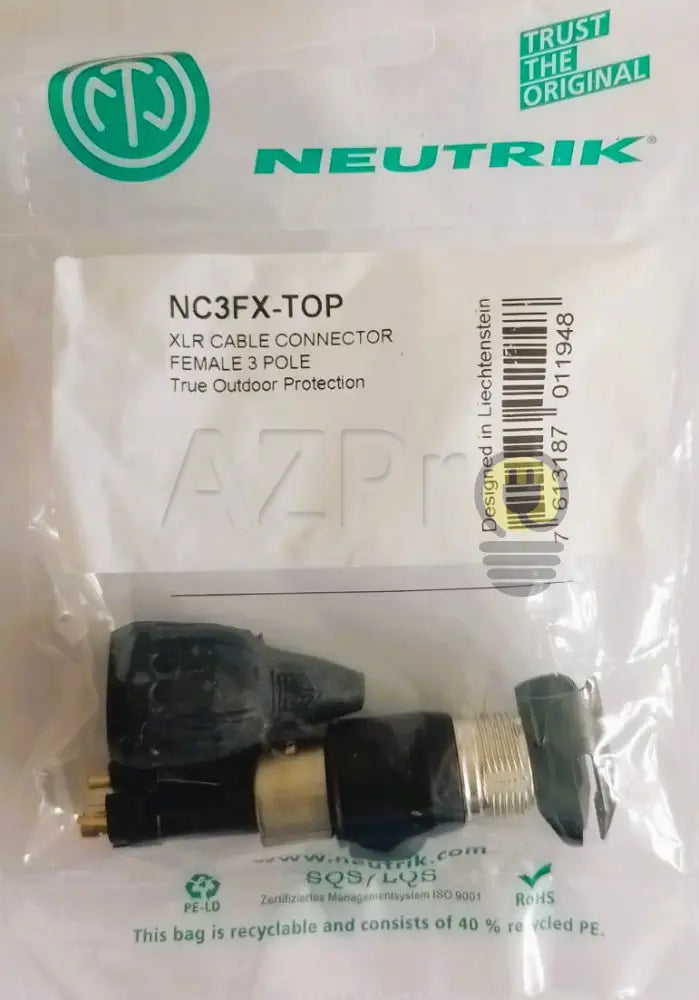 TRUST
THE
ORIGINAL
NEUTRIK®
NC3FX-TOP
XLR CABLE CONNECTOR
FEMALE 3 POLE
True Outdoor Protection
Designed in Liechtenstein
7 613187 011948
AZPro
www.neutrik.com
SQS/LQS
Zertifiziertes Managementsystem ISO 9001
PE-LD
RoHS
This bag is recyclable and consists of 40 % recycled PE.